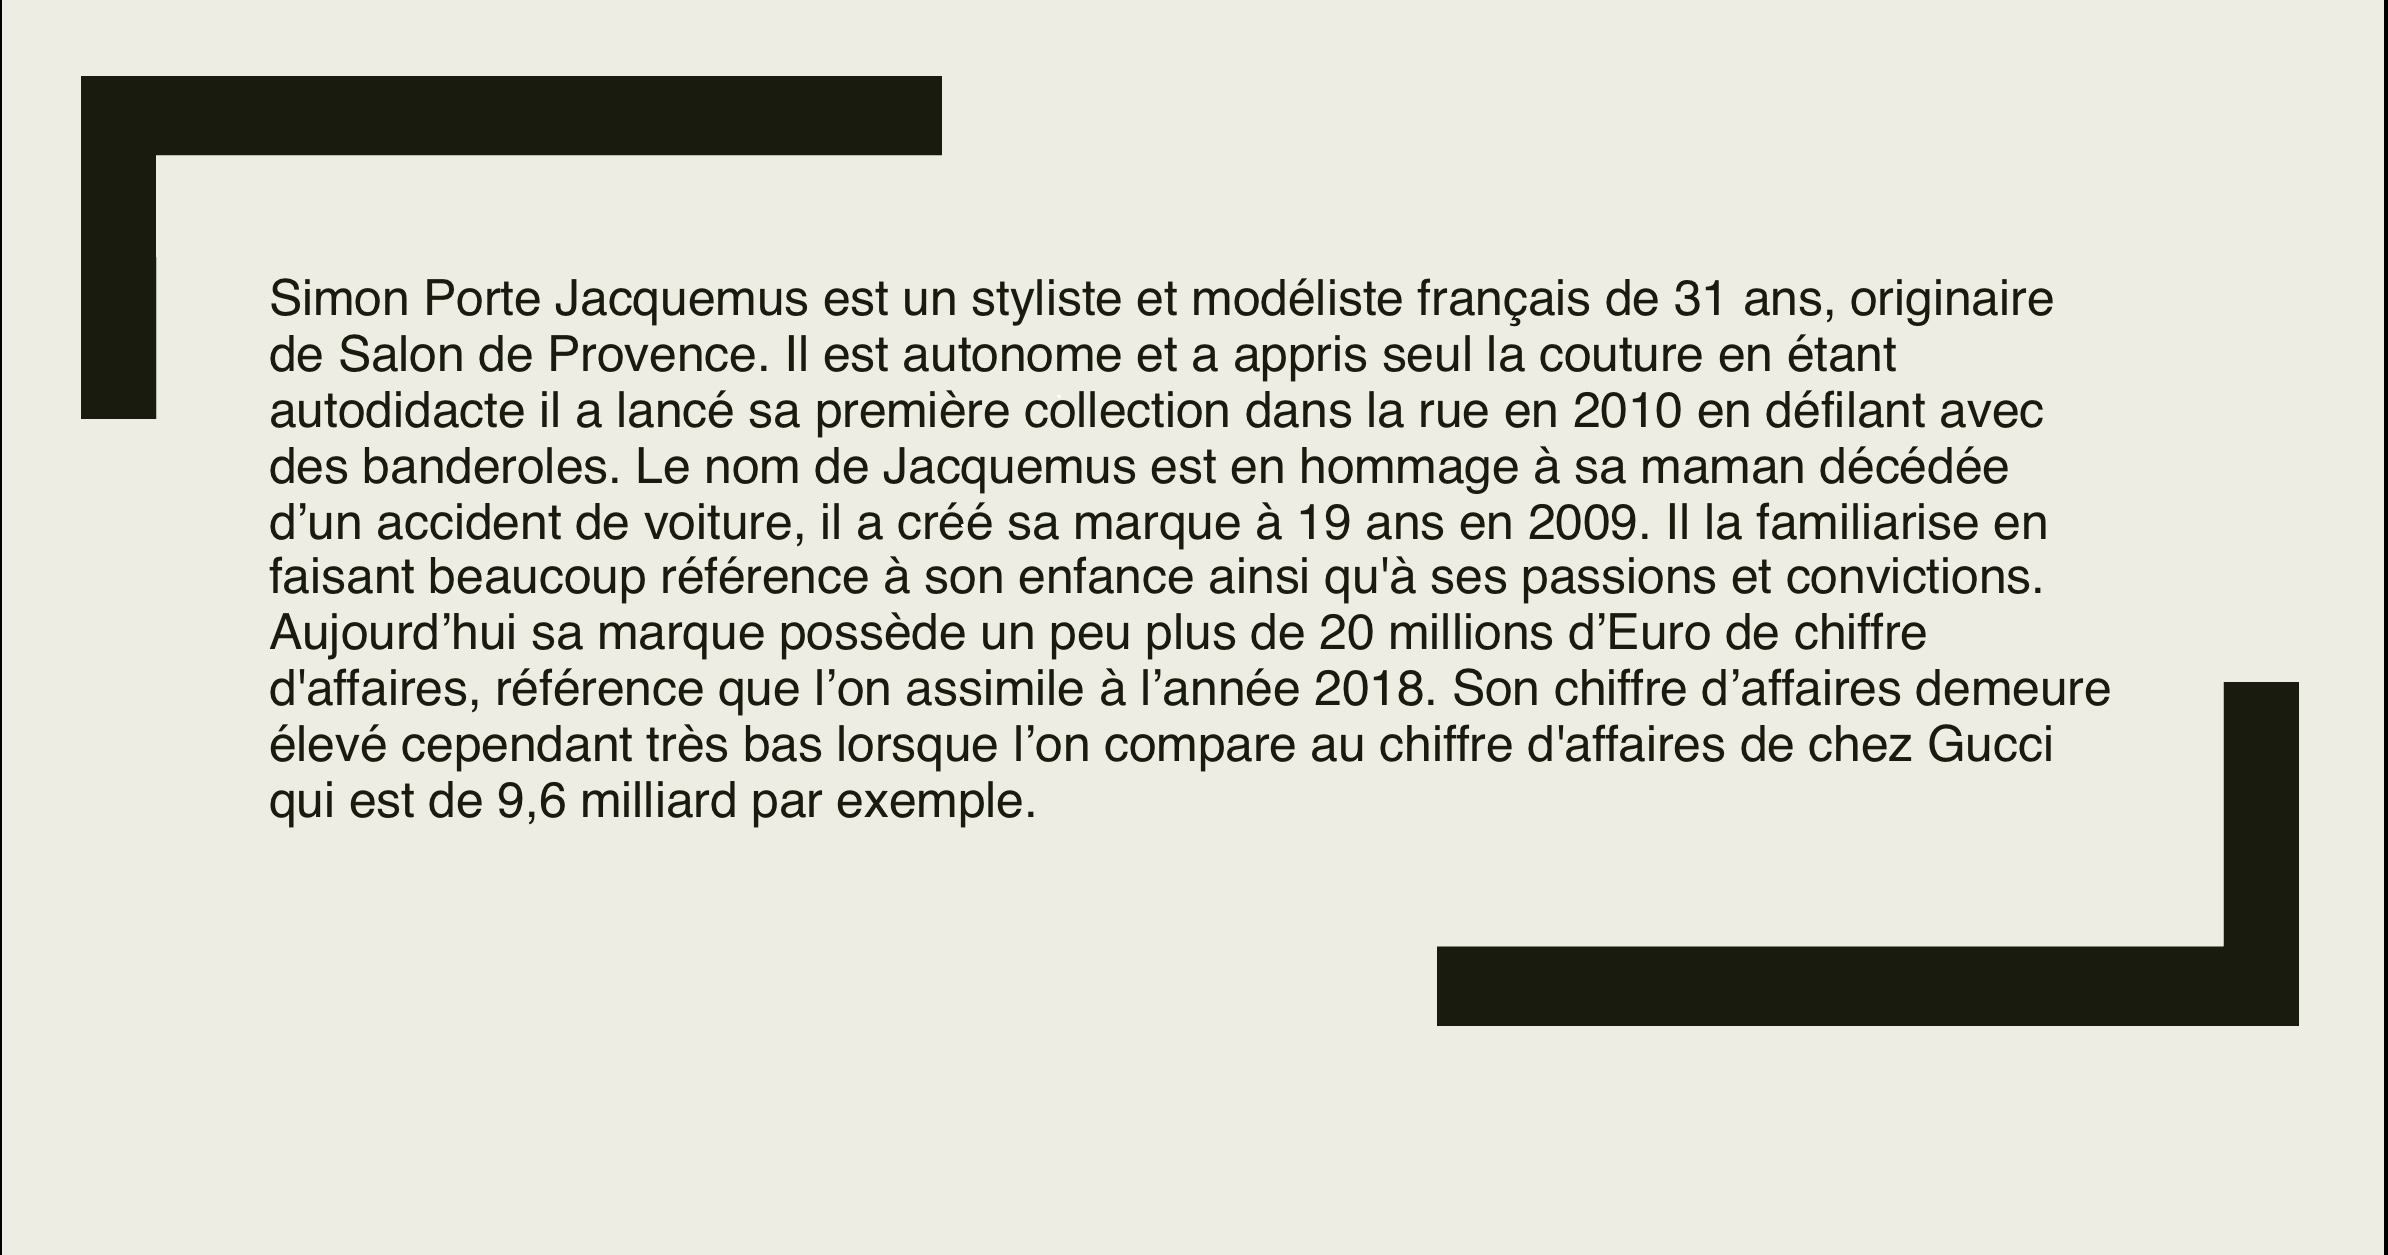 Simon Porte Jacquemus est un styliste et modéliste français de 31 ans, originaire
de Salon de Provence. Il est autonome et a appris seul la couture en étant
autodidacte il a lancé sa première collection dans la rue en 2010 en défilant avec
des banderoles. Le nom de Jacquemus est en hommage à sa maman décédée
d’un accident de voiture, il a créé sa marque à 19 ans en 2009. Il la familiarise en
faisant beaucoup référence à son enfance ainsi qu'à ses passions et convictions.
Aujourd’hui sa marque possède un peu plus de 20 millions d’Euro de chiffre
d'affaires, référence que l’on assimile à l’année 2018. Son chiffre d’affaires demeure
élevé cependant très bas lorsque l’on compare au chiffre d'affaires de chez Gucci
qui est de 9,6 milliard par exemple.